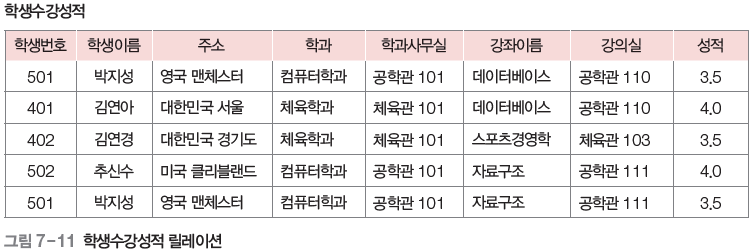 학생수강성적
학생번호 학생이름 주소 학과 학과사무실 강좌이름 강의실 성적
501 박지성 영국 맨체스터 컴퓨터학과 공학관 101 데이터베이스 공학관 110 3.5
401 김연아 대한민국 서울 체육학과 체육관 101 데이터베이스 공학관 110 4.0
402 김연경 대한민국 경기도 체육학과 체육관 101 스포츠경영학 체육관 103 3.5
502 추신수 미국 클리블랜드 컴퓨터학과 공학관 101 자료구조 공학관 111 4.0
501 박지성 영국 맨체스터 컴퓨터학과 공학관 101 자료구조 공학관 111 3.5
그림 7-11 학생수강성적 릴레이션